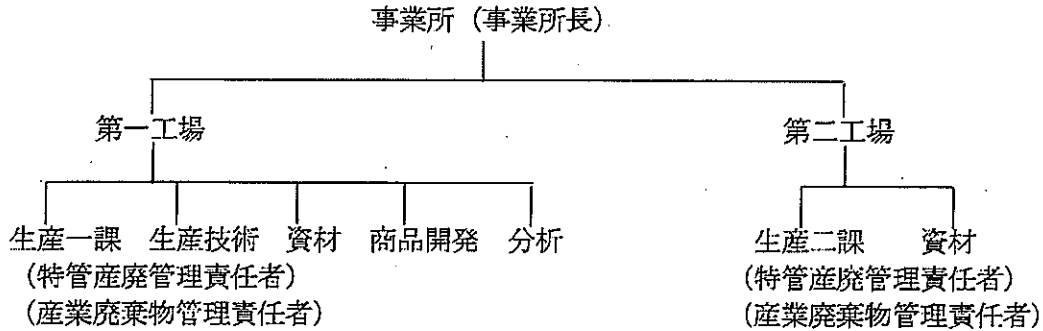 事業所（事業所長）
第一工場
第二工場
生産一課 生産技術 資材 商品開発 分析
生産二課 資材
（特管産廃管理責任者）
（特管産廃管理責任者）
（産業廃棄物管理責任者）
（産業廃棄物管理責任者）